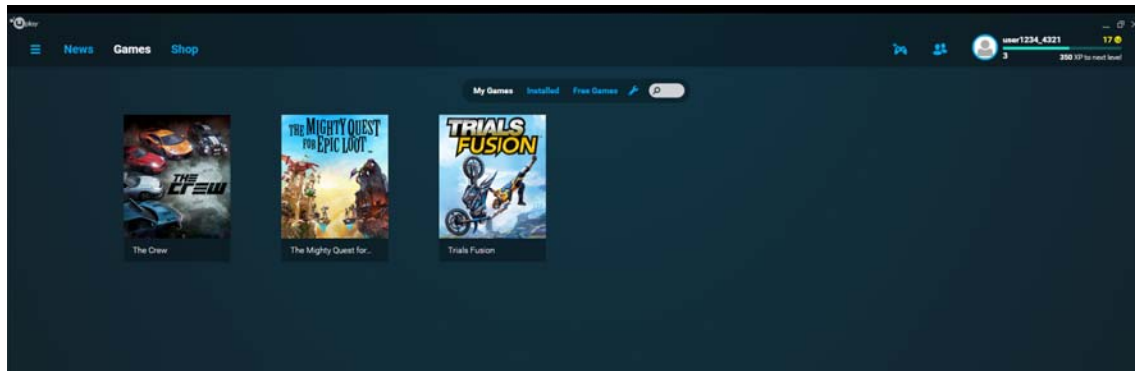 Uplay
News Games Shop
user1234_4321 17
3 350 XP to next level
My Games Installed Free Games
THE CREW
THE MIGHTY QUEST
FOR EPIC LOOT
TRIALS
FUSION
The Crew
The Mighty Quest for...
Trials Fusion